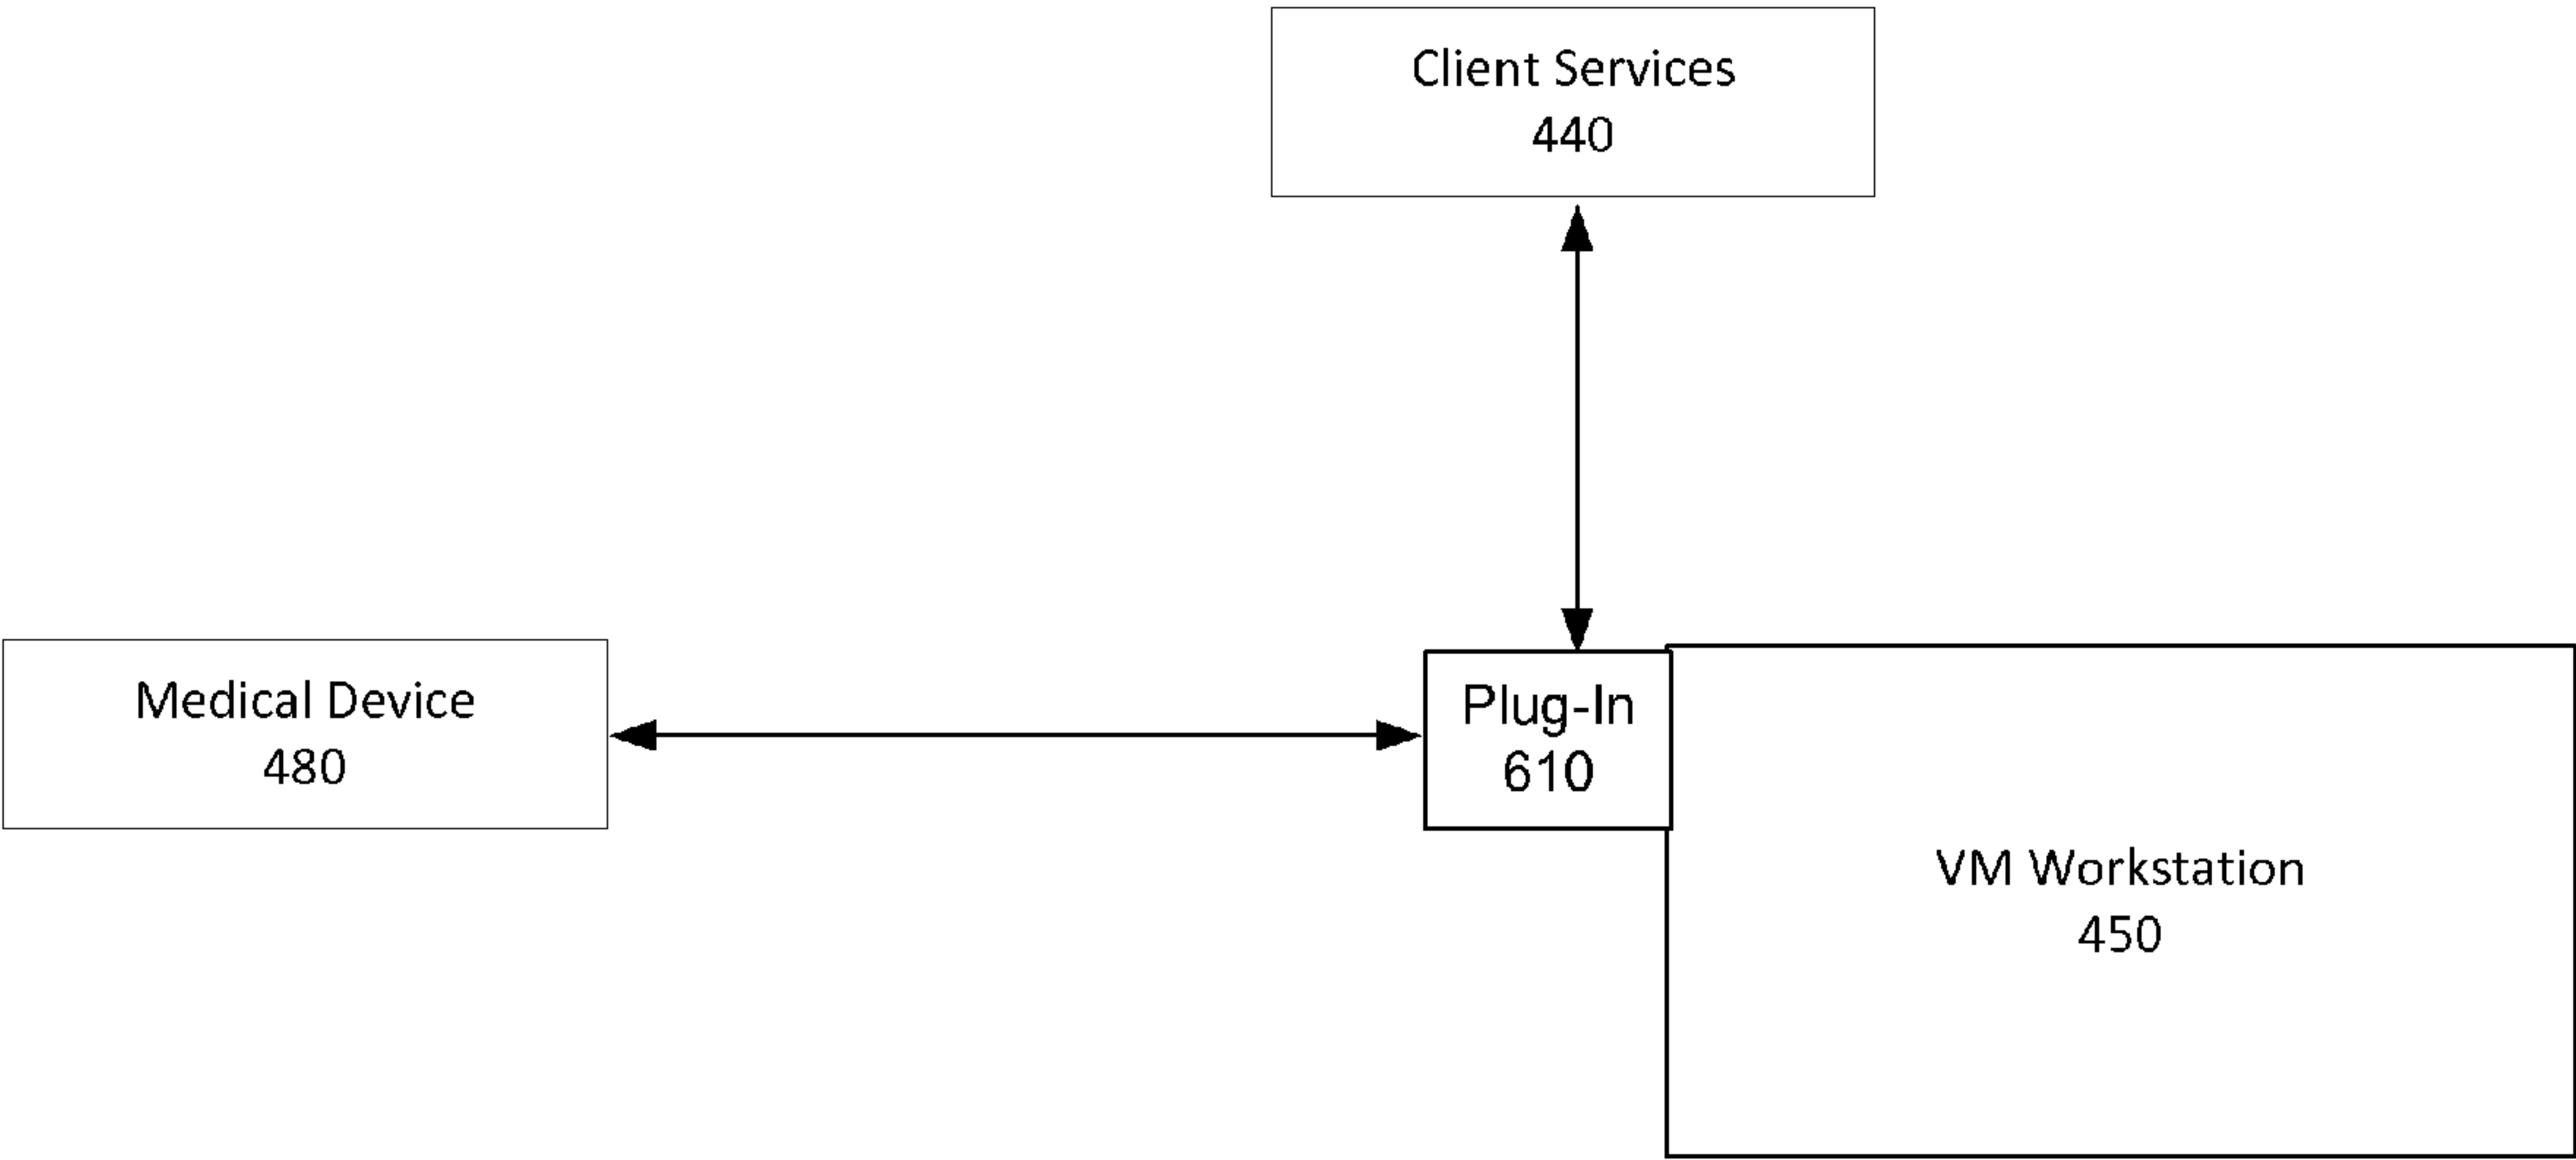 Client Services
440
Medical Device
480
Plug-In
610
VM Workstation
450